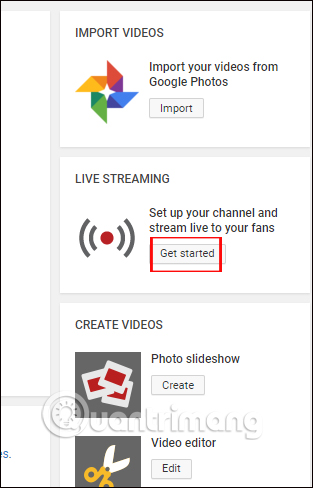 IMPORT VIDEOS
Import your videos from
Google Photos
Import
LIVE STREAMING
Set up your channel and
stream live to your fans
Get started
CREATE VIDEOS
Photo slideshow
Create
Quantrimang
Video editor
es.
Edit